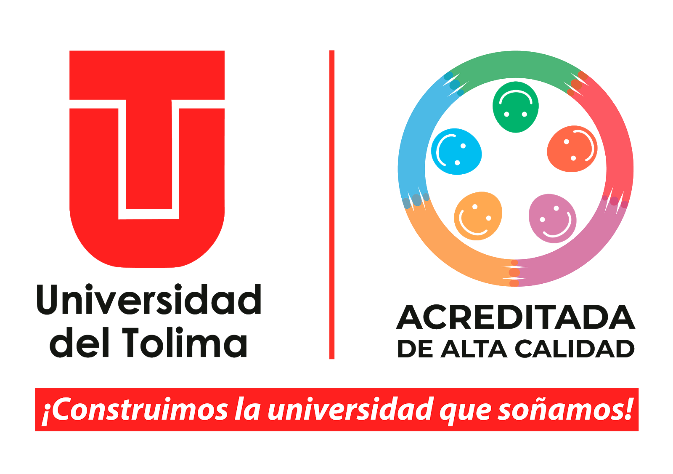 Universidad
del Tolima
ACREDITADA
DE ALTA CALIDAD
¡Construimos la universidad que soñamos!